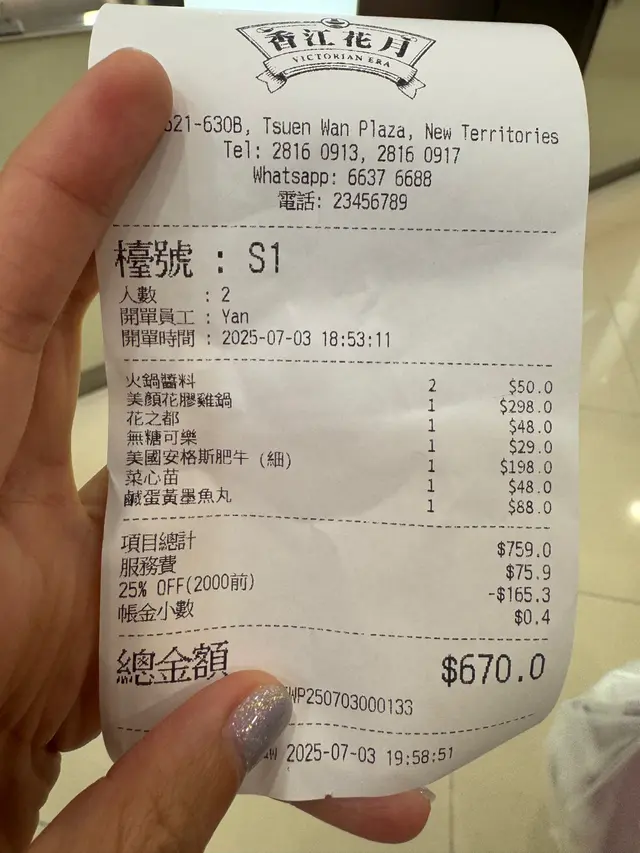 香江花月
VICTORIAN ERA
621-630B, Tsuen Wan Plaza, New Territories
Tel: 2816 0913, 2816 0917
Whatsapp: 6637 6688
電話: 23456789
檯號 : S1
人數 : 2
開單員工 : Yan
開單時間 : 2025-07-03 18:53:11
火鍋醬料 2 $50.0
美顏花膠雞鍋 1 $298.0
花之都 1 $48.0
無糖可樂 1 $29.0
美國安格斯肥牛 (細) 1 $198.0
菜心苗 1 $48.0
鹹蛋黃墨魚丸 1 $88.0
項目總計 $759.0
服務費 $75.9
25% OFF(2000前) -$165.3
帳金小數 $0.4
總金額 $670.0
WP250703000133
2025-07-03 19:58:51